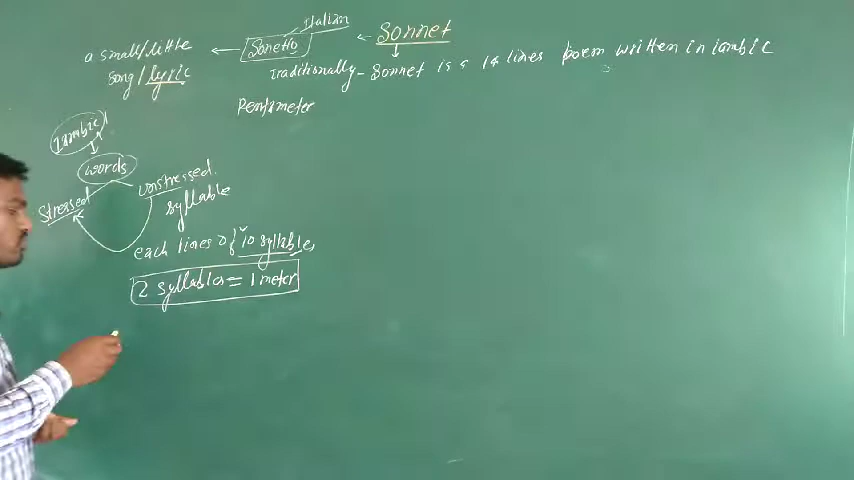 Italian
Sonnet
Sonetto
a small/little
song/lyric
Traditionally - Sonnet is a 14 lines poem written in iambic
Pentameter
Iambic
words
Stressed
unstressed.
syllable
each lines of 10 syllables
2 syllables = 1 meter